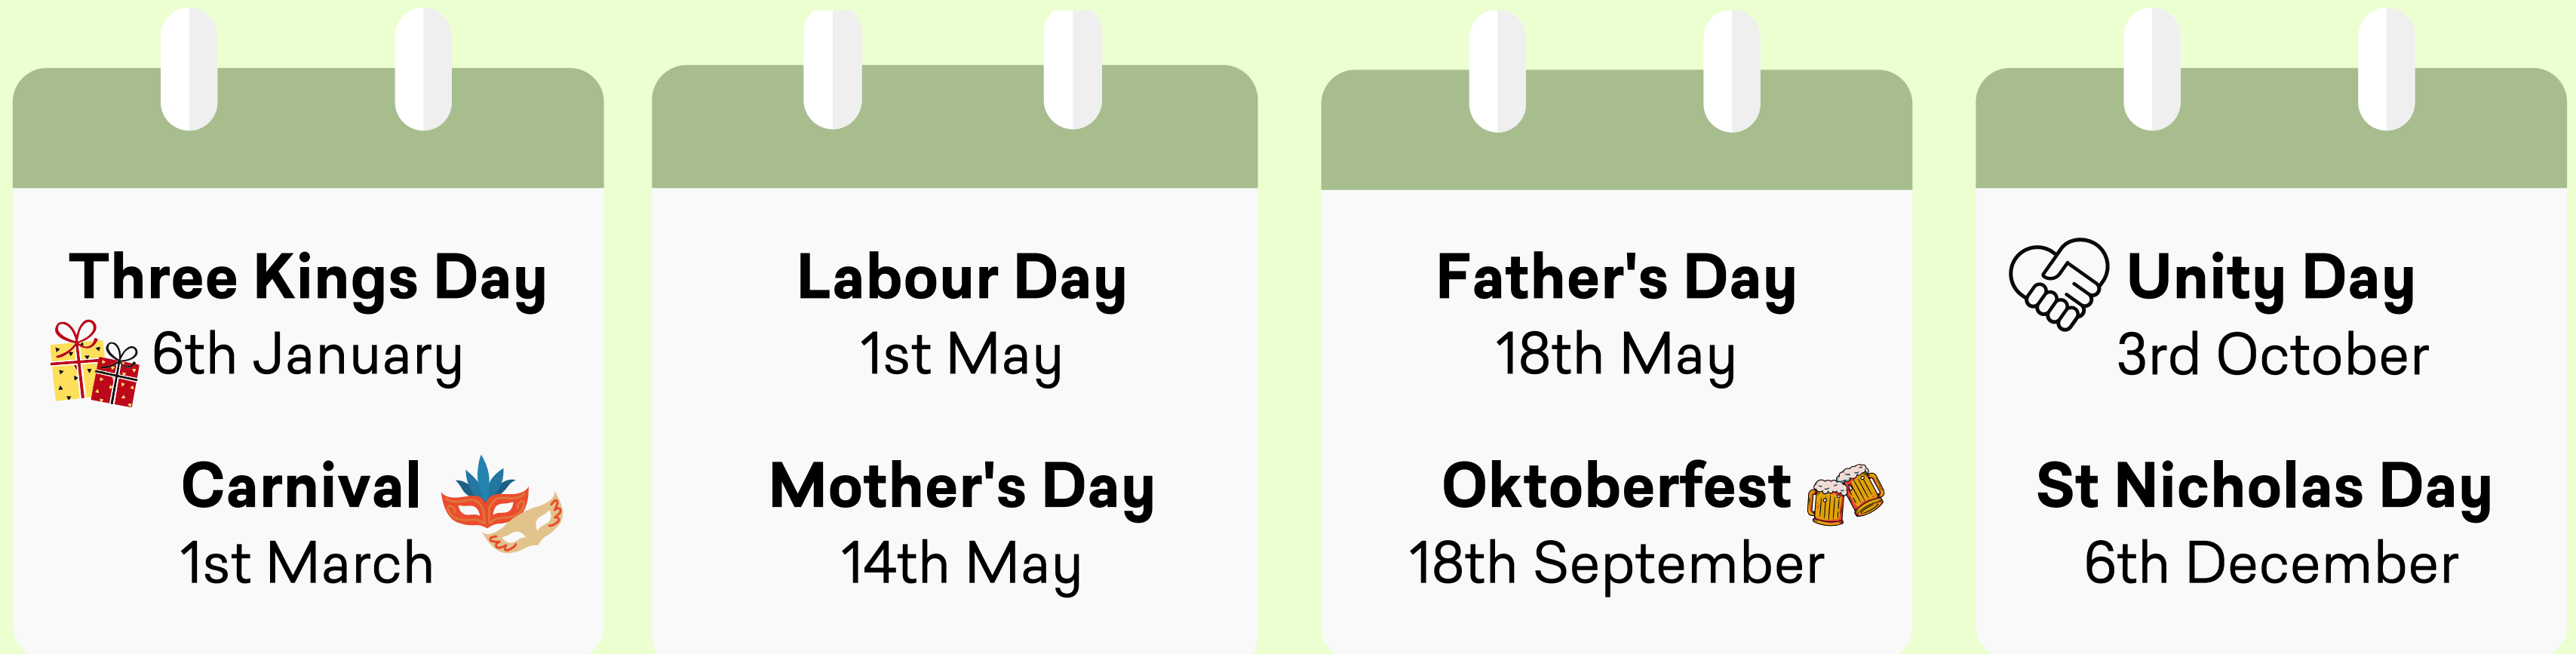 Three Kings Day
6th January
Carnival
1st March
Labour Day
1st May
Mother's Day
14th May
Father's Day
18th May
Oktoberfest
18th September
Unity Day
3rd October
St Nicholas Day
6th December